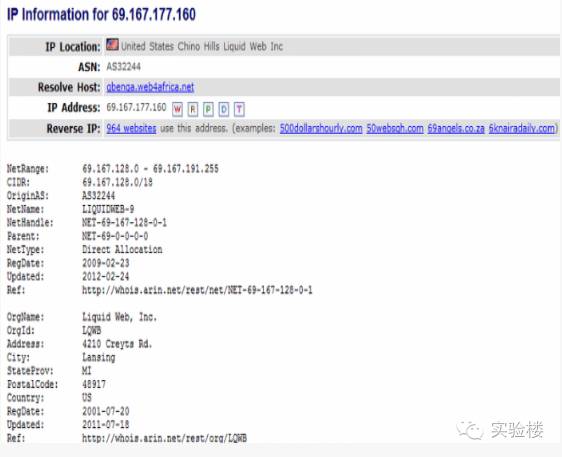 IP Information for 69.167.177.160
IP Location: United States Chino Hills Liquid Web Inc
ASN: AS32244
Resolve Host: gbenga.web4africa.net
IP Address: 69.167.177.160 W R P D T
Reverse IP: 964 websites use this address. (examples: 500dollarshourly.com 50websgh.com 69angels.co.za 6knairadaily.com)
NetRange: 69.167.128.0 - 69.167.191.255
CIDR: 69.167.128.0/18
OriginAS: AS32244
NetName: LIQUIDWEB-9
NetHandle: NET-69-167-128-0-1
Parent: NET-69-0-0-0-0
NetType: Direct Allocation
RegDate: 2009-02-23
Updated: 2012-02-24
Ref: http://whois.arin.net/rest/net/NET-69-167-128-0-1
OrgName: Liquid Web, Inc.
OrgId: LQWB
Address: 4210 Creyts Rd.
City: Lansing
StateProv: MI
PostalCode: 48917
Country: US
RegDate: 2001-07-20
Updated: 2011-07-18
Ref: http://whois.arin.net/rest/org/LQWB
实验楼